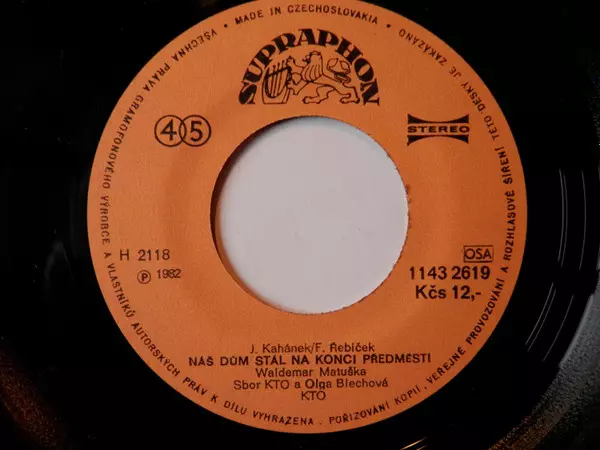 MADE IN CZECHOSLOVAKIA •
SUPRAPHON
45
STEREO
H 2118
Ⓟ 1982
OSA
1143 2619
Kčs 12,-
J. Kahánek/F. Řebíček
NÁŠ DŮM STÁL NA KONCI PŘEDMĚSTÍ
Waldemar Matuška
Sbor KTO a Olga Blechová
KTO
VŠECHNA PRÁVA GRAMOFONOVÉHO VÝROBCE A VLASTNÍKŮ AUTORSKÝCH PRÁV K DÍLU VYHRAZENA. POŘIZOVÁNÍ KOPIÍ, VEŘEJNÉ PROVOZOVÁNÍ A ROZHLASOVÉ ŠÍŘENÍ TÉTO DESKY JE ZAKÁZÁNO